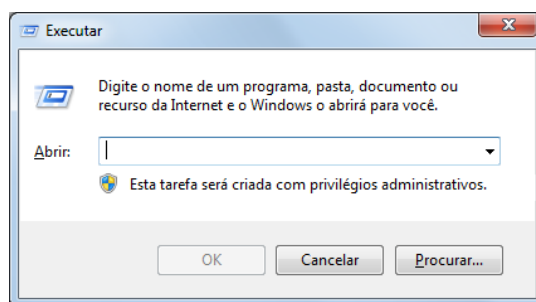 Executar
Digite o nome de um programa, pasta, documento ou
recurso da Internet e o Windows o abrirá para você.
Abrir:
Esta tarefa será criada com privilégios administrativos.
OK Cancelar Procurar...